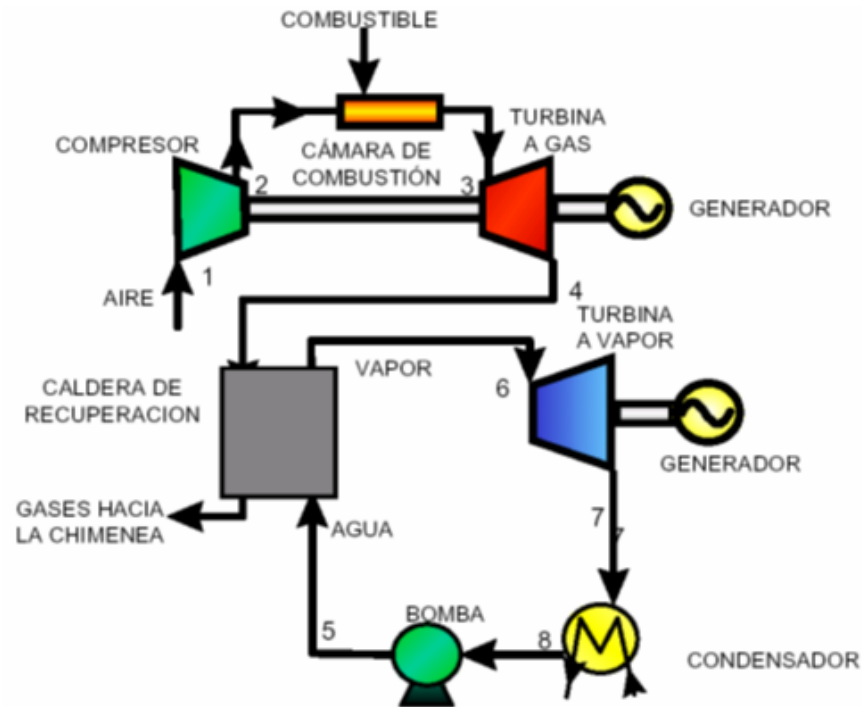 COMBUSTIBLE
TURBINA
A GAS
COMPRESOR
CÁMARA DE
COMBUSTIÓN
2
3
GENERADOR
1
AIRE
4
TURBINA
A VAPOR
VAPOR
6
CALDERA DE
RECUPERACION
GENERADOR
GASES HACIA
LA CHIMENEA
AGUA
7
7
BOMBA
5
8
CONDENSADOR